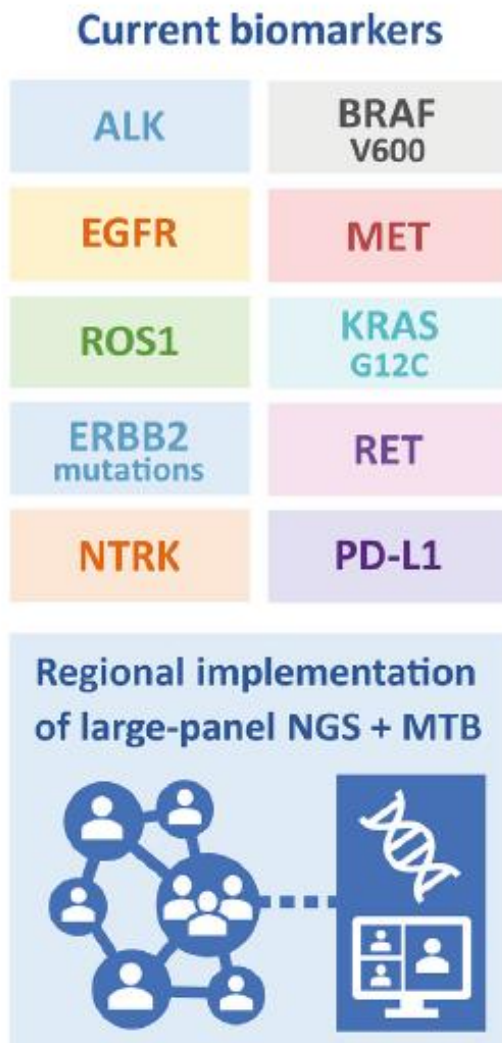 Current biomarkers
ALK
BRAF
V600
EGFR
MET
ROS1
KRAS
G12C
ERBB2
mutations
RET
NTRK
PD-L1
Regional implementation
of large-panel NGS + MTB